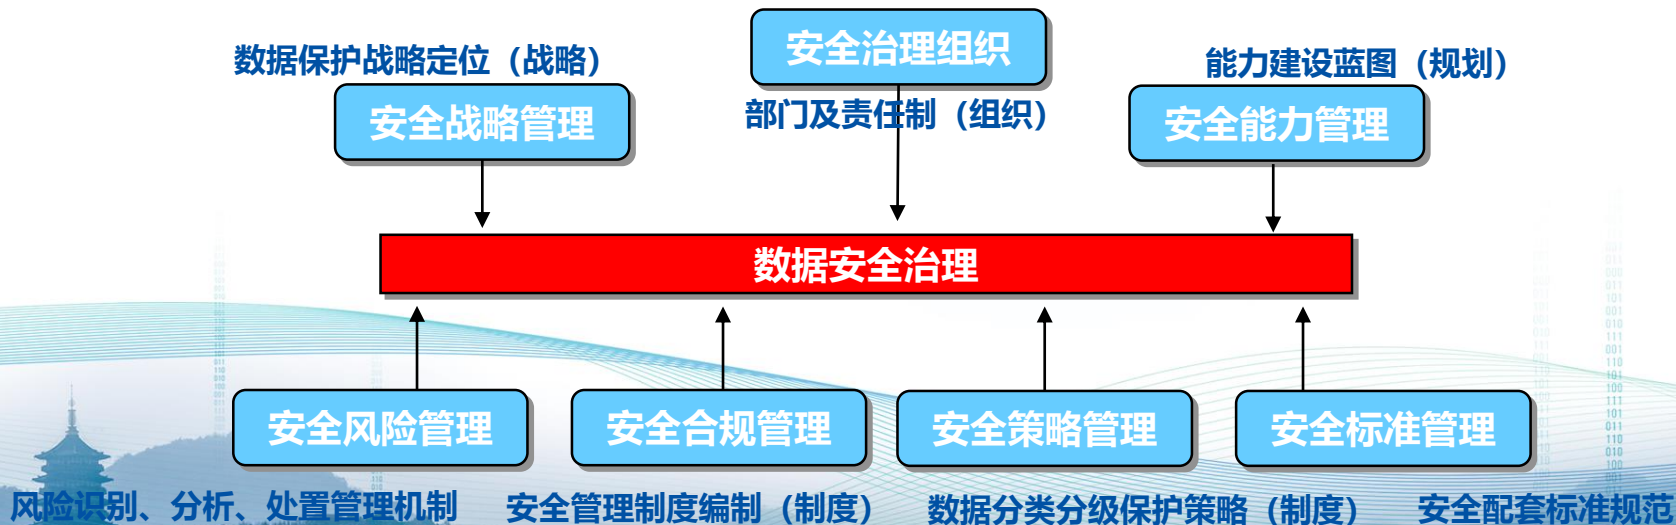 安全治理组织
数据保护战略定位（战略）
能力建设蓝图（规划）
安全战略管理
部门及责任制（组织）
安全能力管理
数据安全治理
安全风险管理
安全合规管理
安全策略管理
安全标准管理
风险识别、分析、处置管理机制
安全管理制度编制（制度）
数据分类分级保护策略（制度）
安全配套标准规范